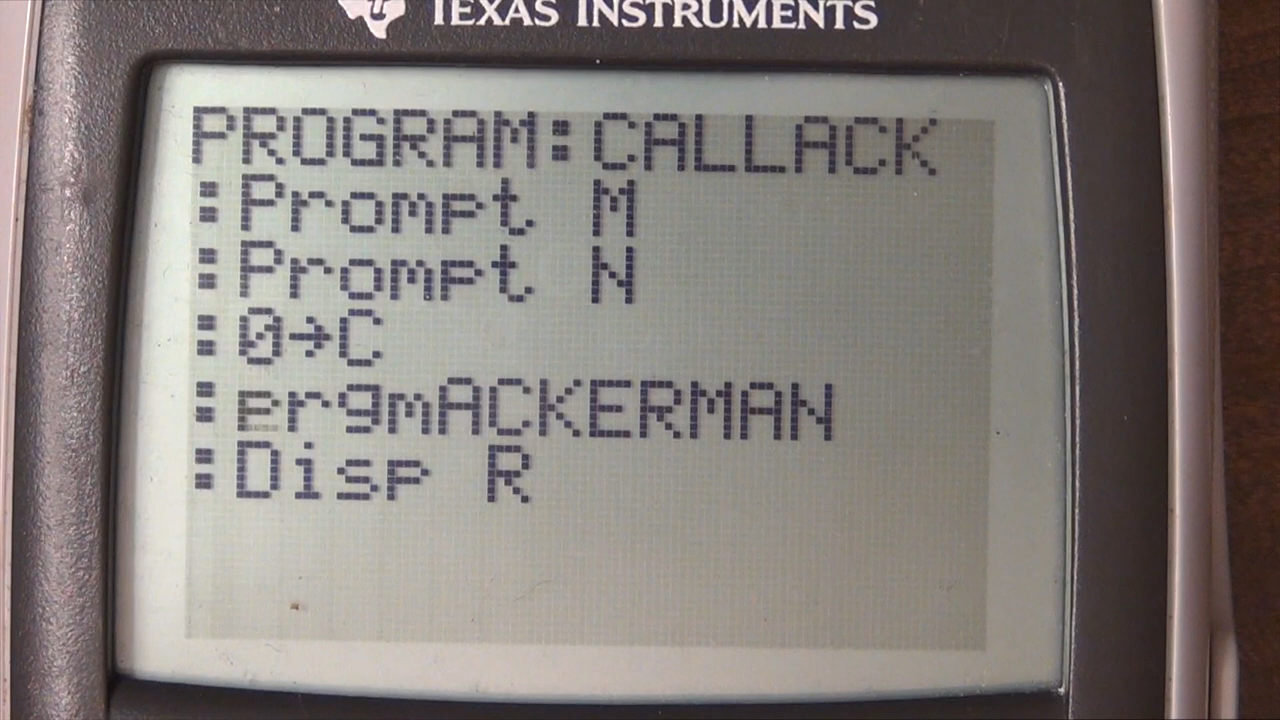 TEXAS INSTRUMENTS
PROGRAM:CALLACK
:Prompt M
:Prompt N
:0→C
:prgmACKERMAN
:Disp R